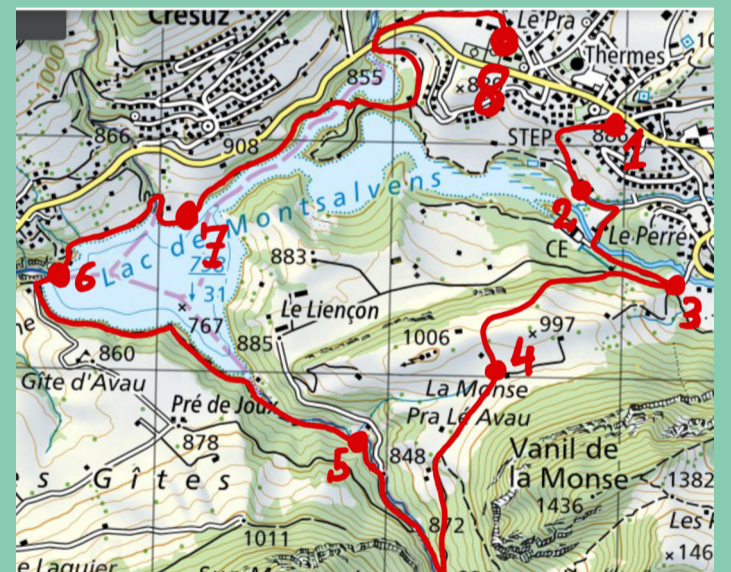 Crésuz
Le Pra
Thermes
10
1000
855
8
1
866
908
STEP
2
Lac de Montsalvens
7
Le Perré
CE
883
6
31
3
767
Le Liençon
997
1006
4
885
860
Gîte d'Avau
La Monse
Pra Lé Avau
Pré de Joux
Vanil de
la Monse
878
5
848
1382
s Gîtes
1436
872
Les
1011
146
e Laquier